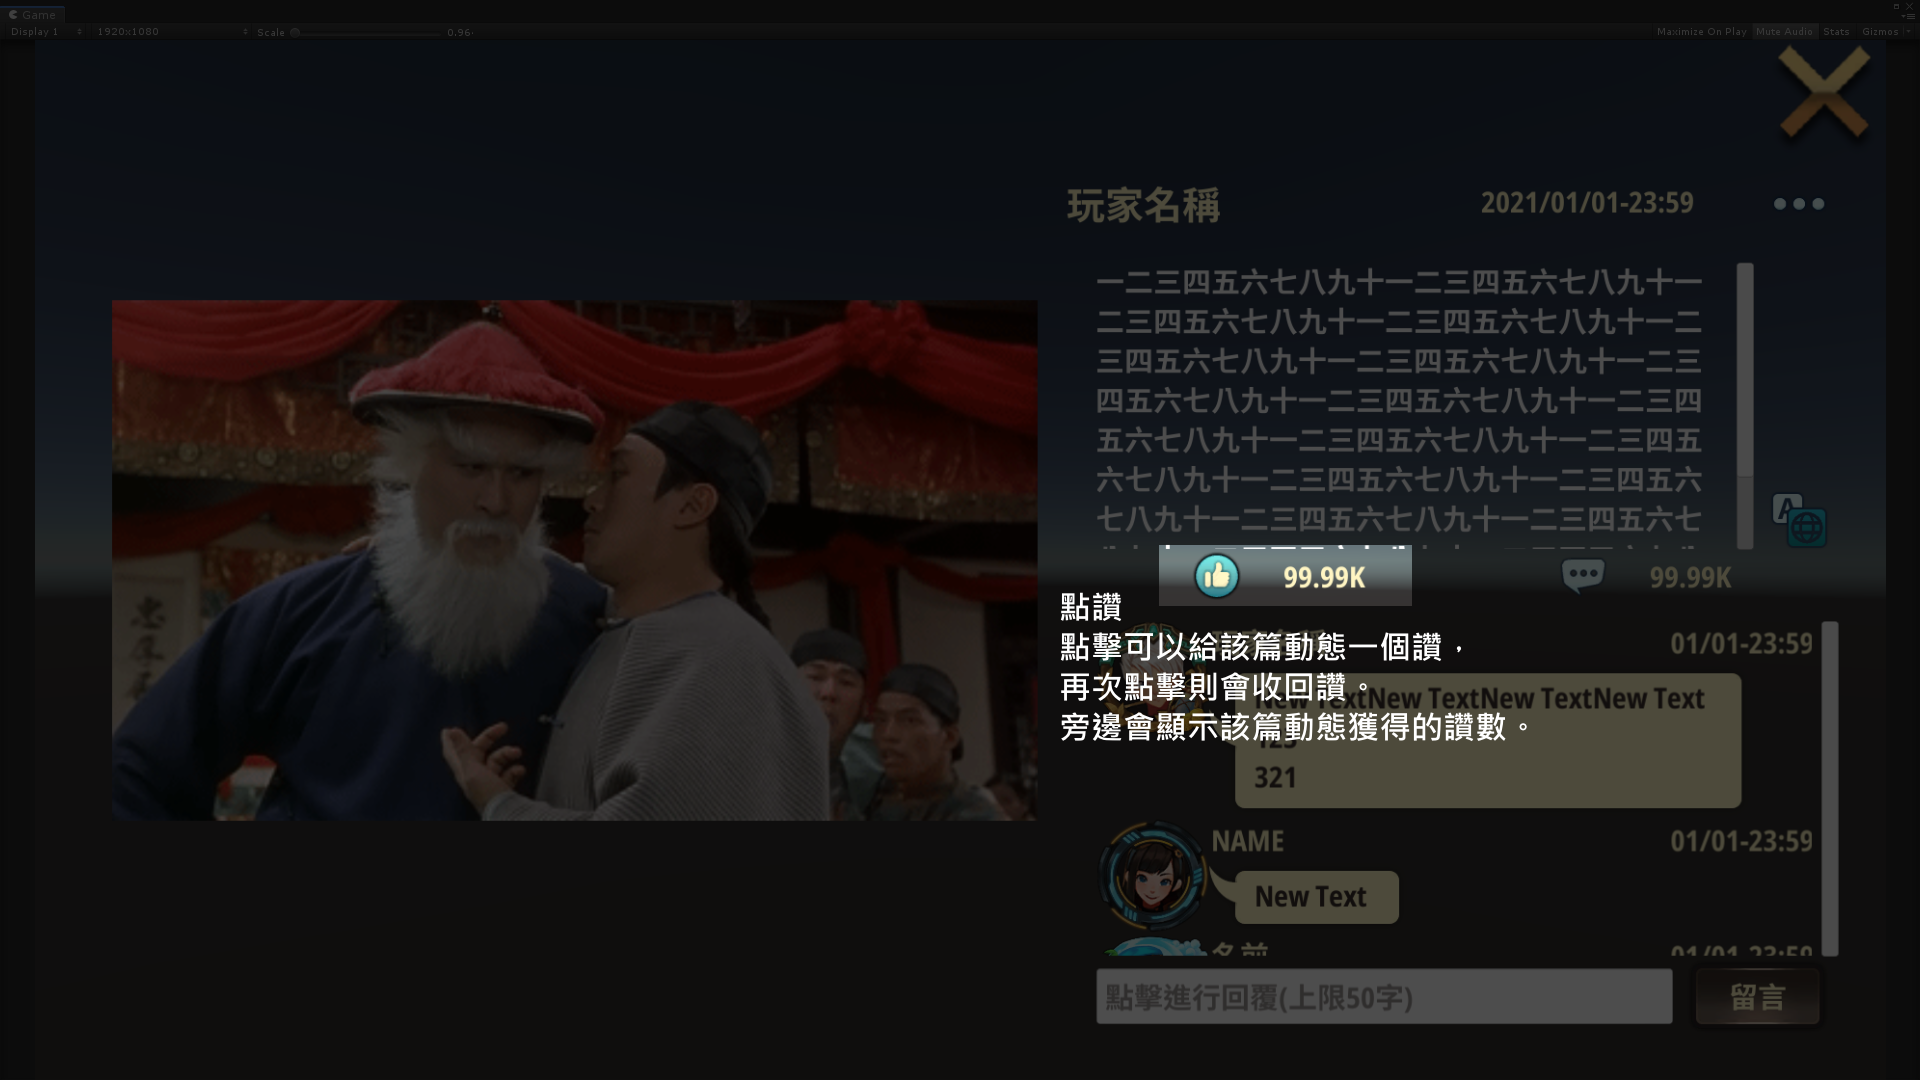 Game
Display 1
1920x1080
Scale
0.96
Maximize On Play
Mute Audio
Stats
Gizmos
玩家名稱
2021/01/01-23:59
一二三四五六七八九十一二三四五六七八九十一
二三四五六七八九十一二三四五六七八九十一二
三四五六七八九十一二三四五六七八九十一二三
四五六七八九十一二三四五六七八九十一二三四
五六七八九十一二三四五六七八九十一二三四五
六七八九十一二三四五六七八九十一二三四五六
七八九十一二三四五六七八九十一二三四五六七
A
99.99K
99.99K
點讚
點擊可以給該篇動態一個讚，
再次點擊則會收回讚。
旁邊會顯示該篇動態獲得的讚數。
01/01-23:59
New TextNew TextNew TextNew Text
123
321
NAME
01/01-23:59
New Text
名前
01/01-23:59
點擊進行回覆(上限50字)
留言